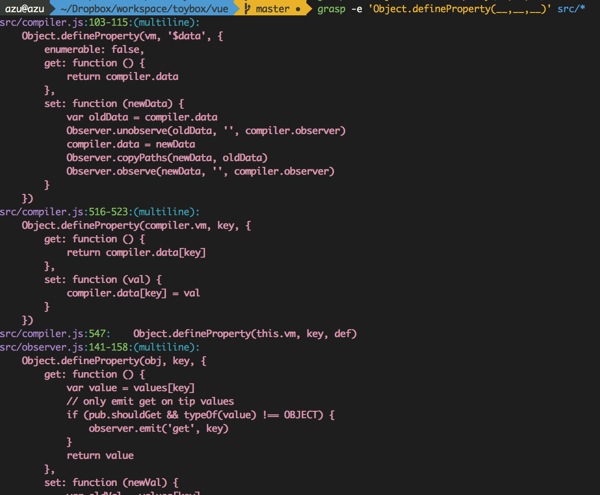 azu@azu ~/Dropbox/workspace/toybox/vue master ● grasp -e 'Object.defineProperty(__,__,__)' src/*
src/compiler.js:103-115:(multiline):
    Object.defineProperty(vm, '$data', {
        enumerable: false,
        get: function () {
            return compiler.data
        },
        set: function (newData) {
            var oldData = compiler.data
            Observer.unobserve(oldData, '', compiler.observer)
            compiler.data = newData
            Observer.copyPaths(newData, oldData)
            Observer.observe(newData, '', compiler.observer)
        }
    })
src/compiler.js:516-523:(multiline):
    Object.defineProperty(compiler.vm, key, {
        get: function () {
            return compiler.data[key]
        },
        set: function (val) {
            compiler.data[key] = val
        }
    })
src/compiler.js:547:    Object.defineProperty(this.vm, key, def)
src/observer.js:141-158:(multiline):
    Object.defineProperty(obj, key, {
        get: function () {
            var value = values[key]
            // only emit get on tip values
            if (pub.shouldGet && typeOf(value) !== OBJECT) {
                observer.emit('get', key)
            }
            return value
        },
        set: function (newVal) {
            var oldVal = values[key]